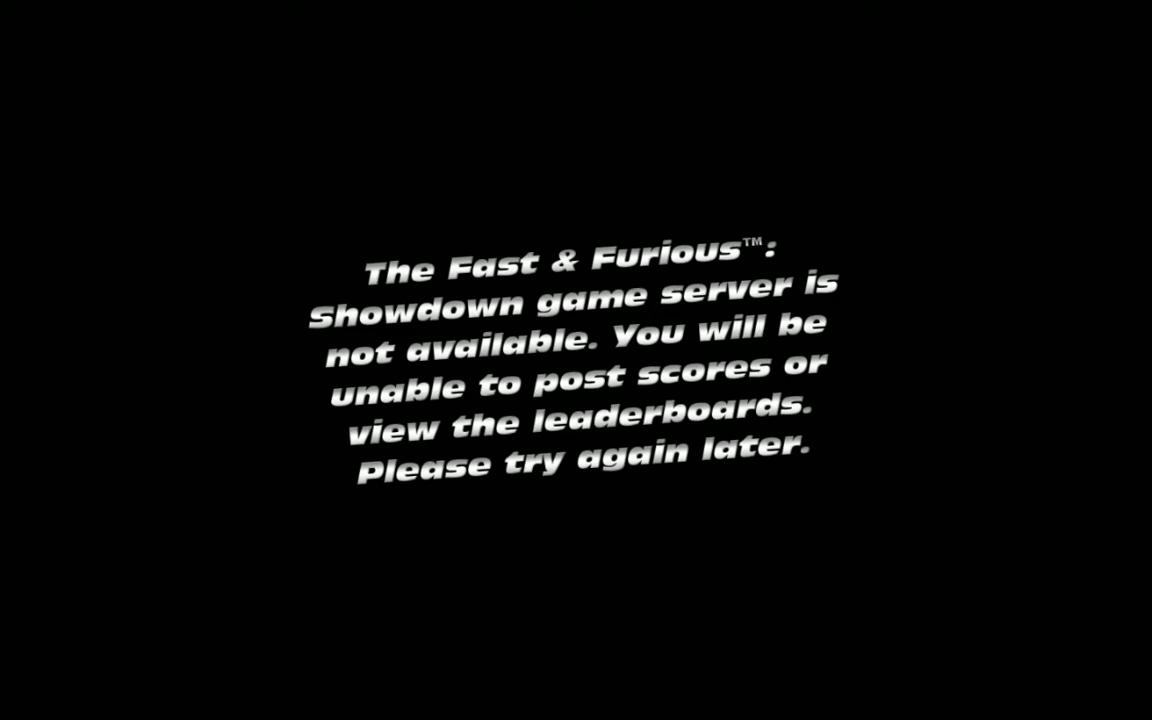 The Fast & Furious™:
Showdown game server is
not available. You will be
unable to post scores or
view the leaderboards.
Please try again later.